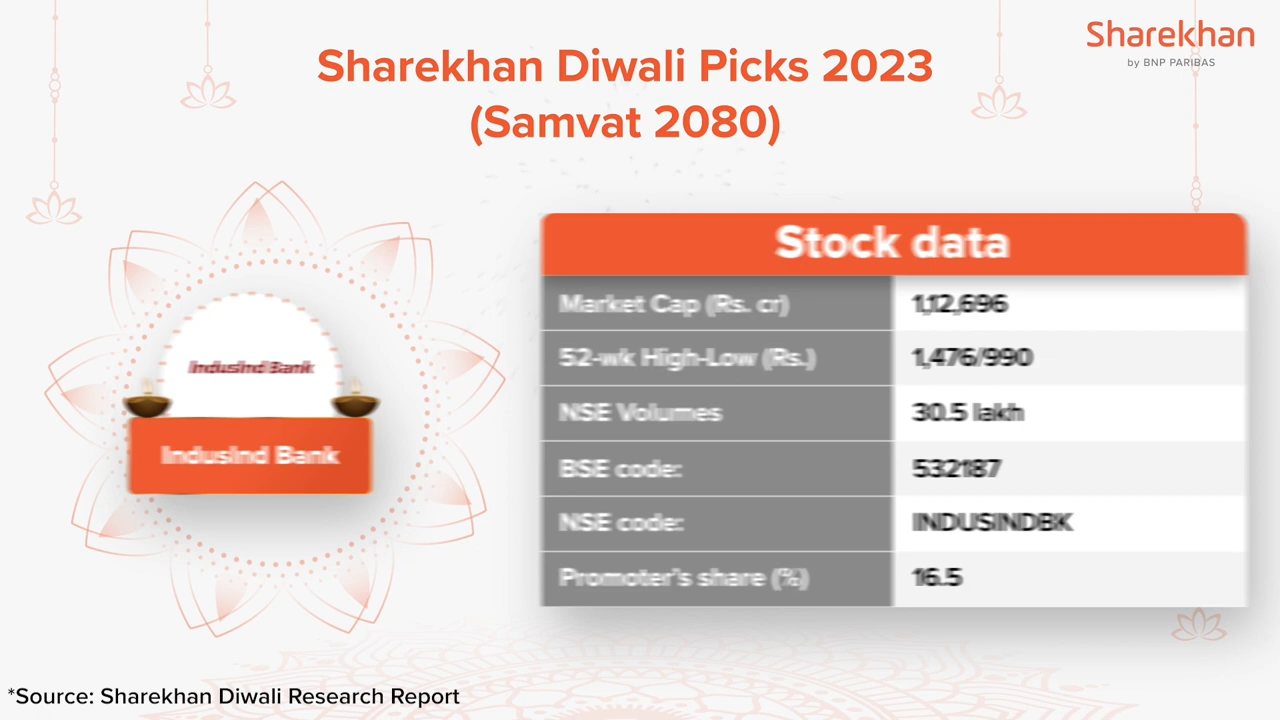 Sharekhan
by BNP PARIBAS
Sharekhan Diwali Picks 2023
(Samvat 2080)
IndusInd Bank
IndusInd Bank
Stock data
Market Cap (Rs. cr) 1,12,696
52-wk High-Low (Rs.) 1,476/990
NSE Volumes 30.5 lakh
BSE code: 532187
NSE code: INDUSINDBK
Promoter's share (%) 16.5
*Source: Sharekhan Diwali Research Report